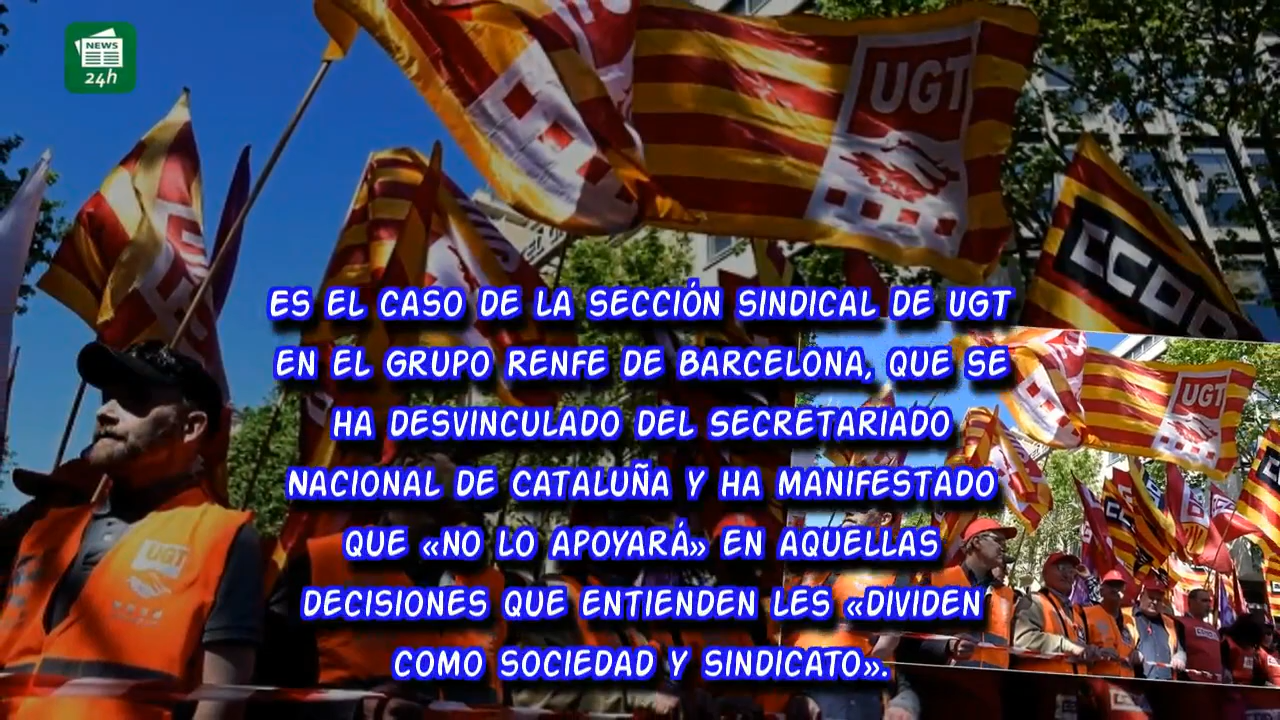 NEWS
24h
UGT
CCOO
ES EL CASO DE LA SECCIÓN SINDICAL DE UGT
EN EL GRUPO RENFE DE BARCELONA, QUE SE
HA DESVINCULADO DEL SECRETARIADO
NACIONAL DE CATALUÑA Y HA MANIFESTADO
QUE «NO LO APOYARÁ» EN AQUELLAS
DECISIONES QUE ENTIENDEN LES «DIVIDEN
COMO SOCIEDAD Y SINDICATO».
UGT
UGT